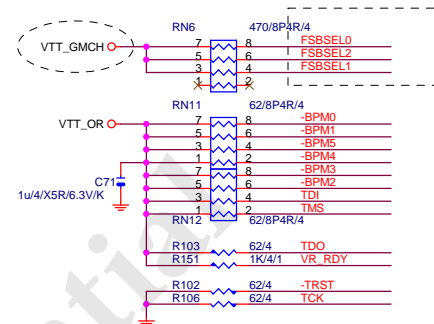 RN6 470/8P4R/4
VTT_GMCH 7 8 FSBSEL0
5 6 FSBSEL2
3 4 FSBSEL1
1 2
RN11 62/8P4R/4
VTT_OR 7 8 -BPM0
5 6 -BPM1
3 4 -BPM5
1 2 -BPM4
C71 7 8 -BPM3
1u/4/X5R/6.3V/K 5 6 -BPM2
3 4 TDI
1 2 TMS
RN12 62/8P4R/4
R103 62/4 TDO
R151 1K/4/1 VR_RDY
R102 62/4 -TRST
R106 62/4 TCK
ential